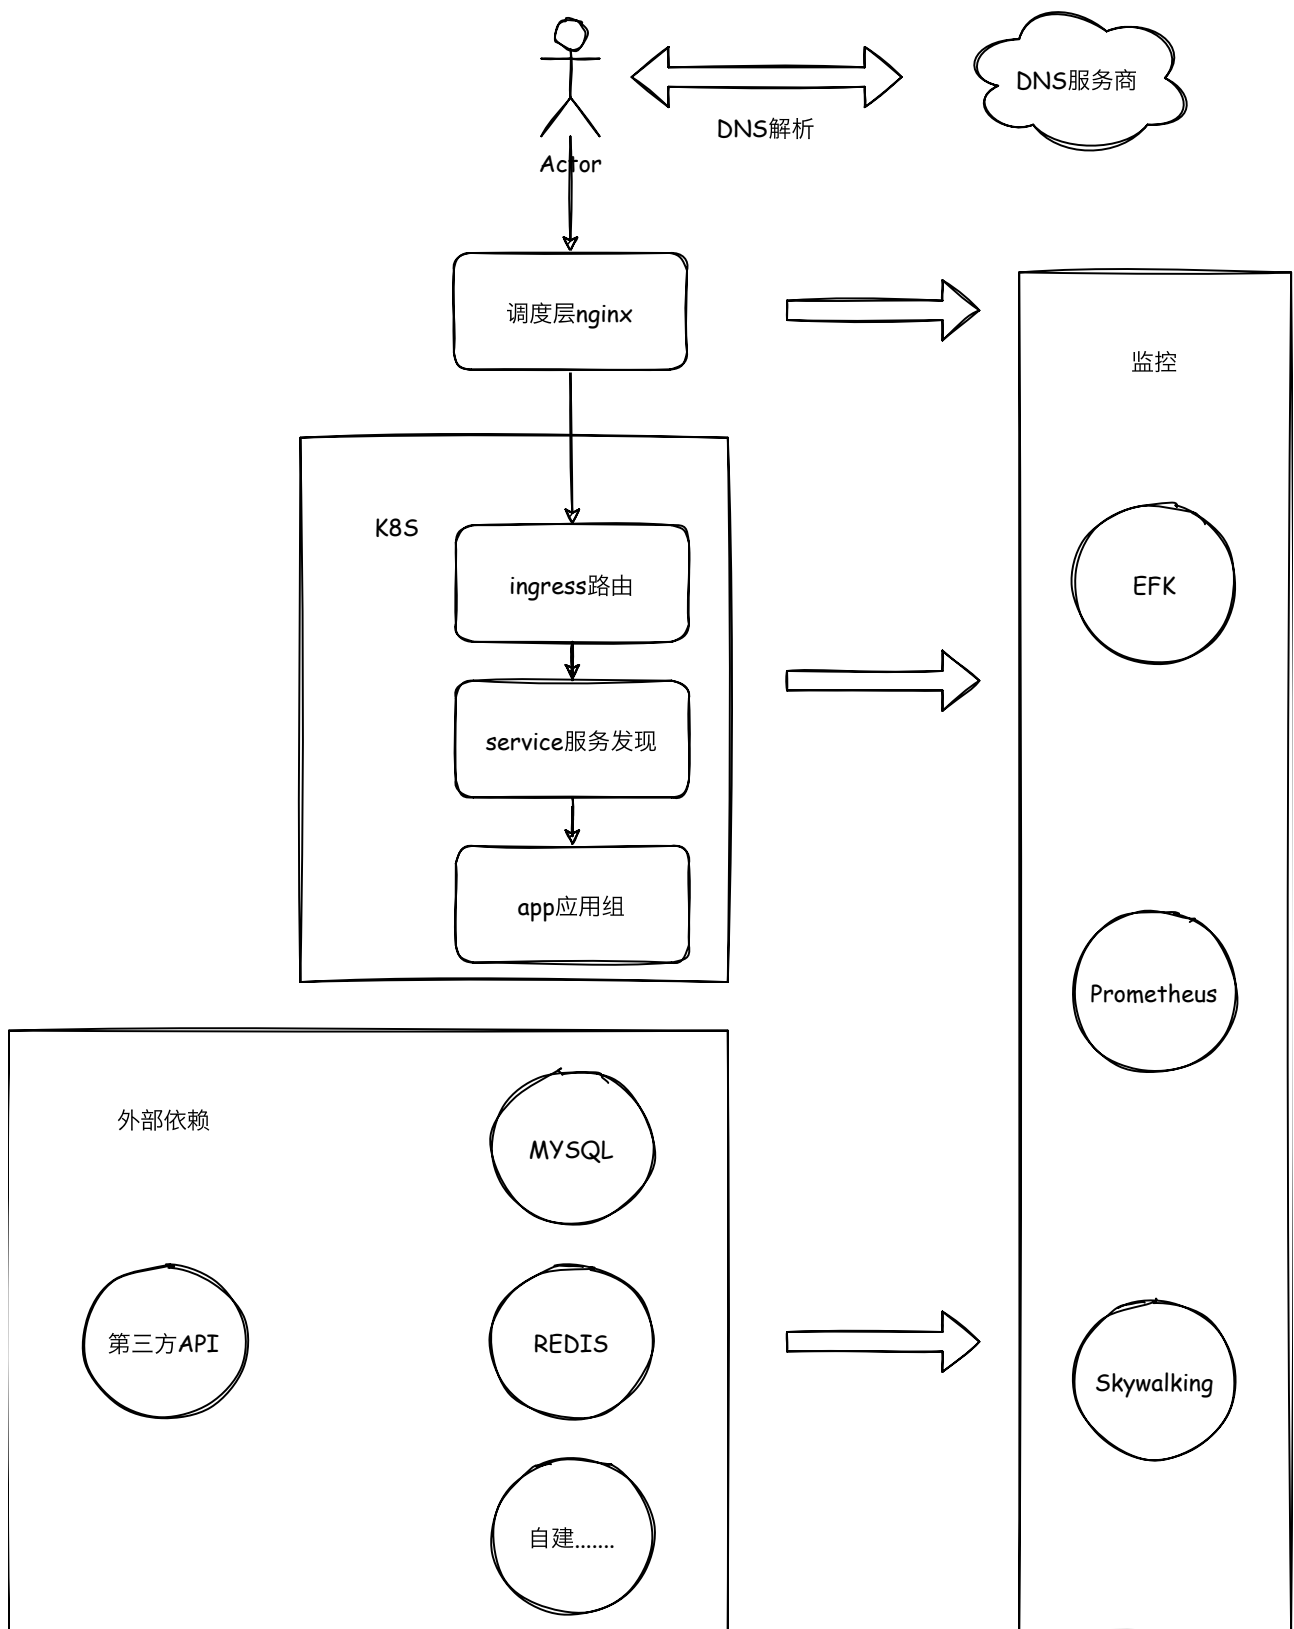 DNS服务商
DNS解析
Actor
调度层nginx
监控
K8S
ingress路由
EFK
service服务发现
app应用组
Prometheus
外部依赖
MYSQL
第三方API
REDIS
Skywalking
自建.......